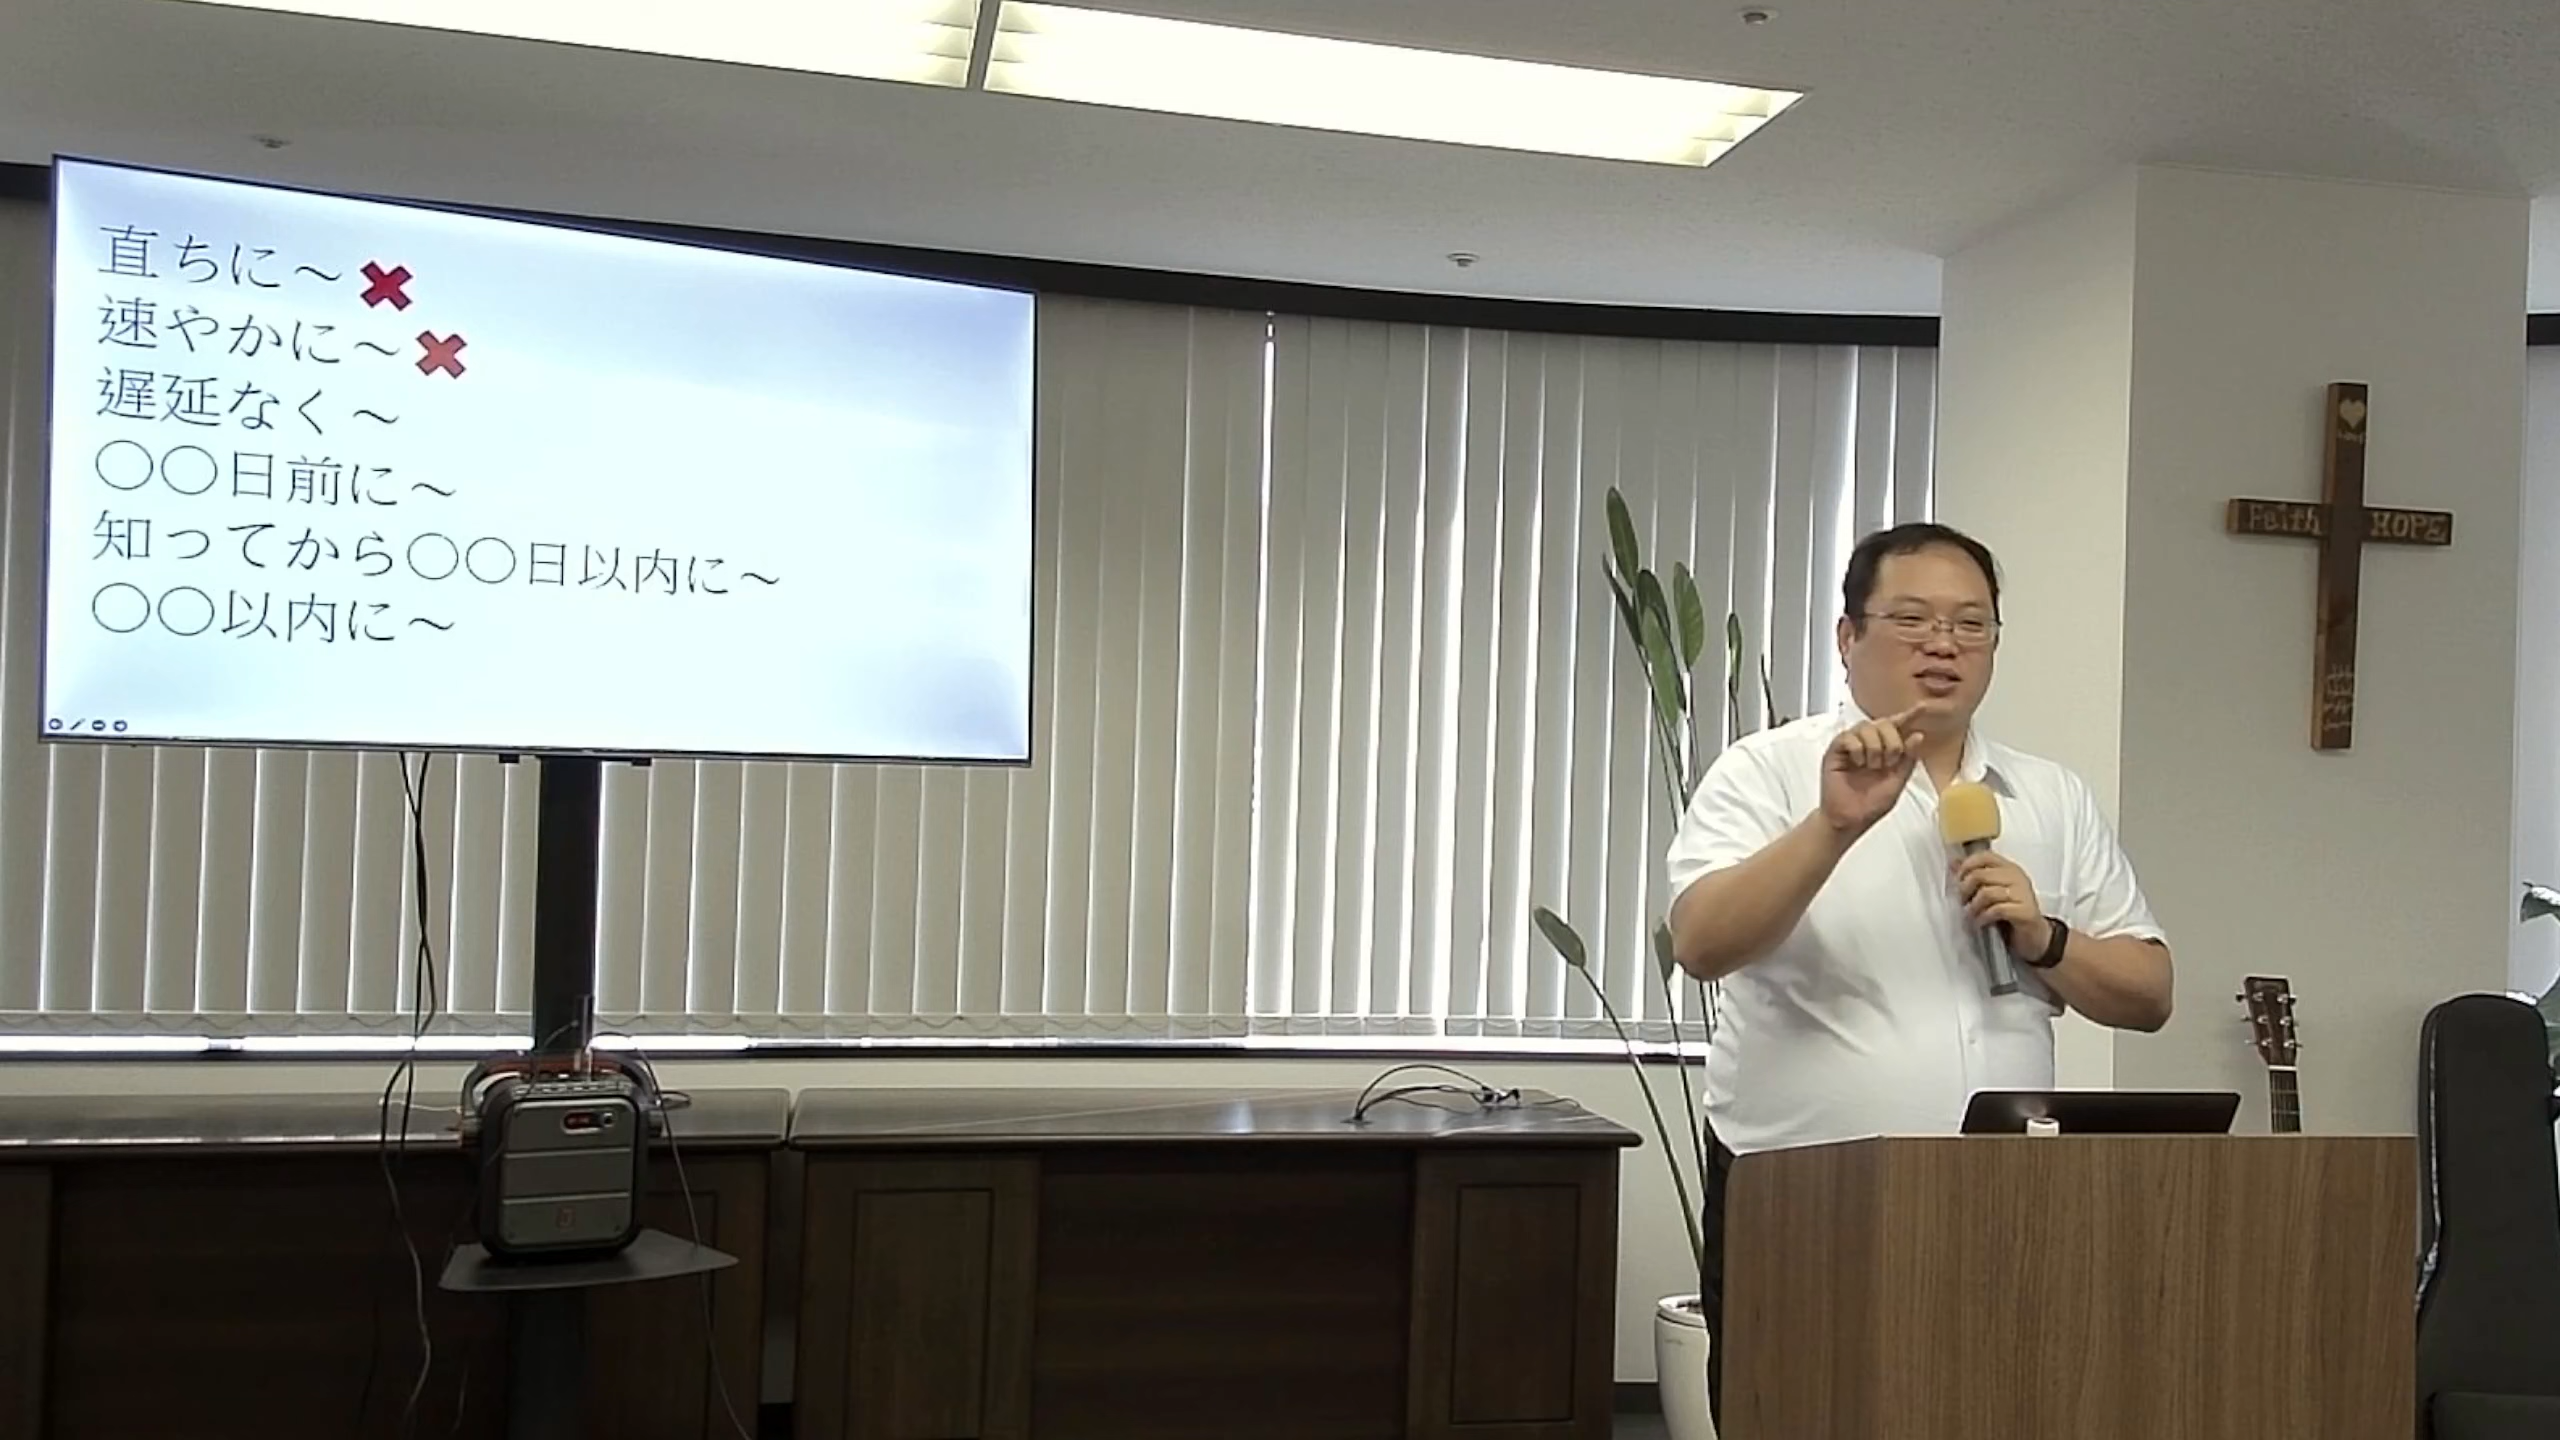 直ちに～✖
速やかに～✖
遅延なく～
〇〇日前に～
知ってから〇〇日以内に～
〇〇以内に～
Love
Faith HOPE